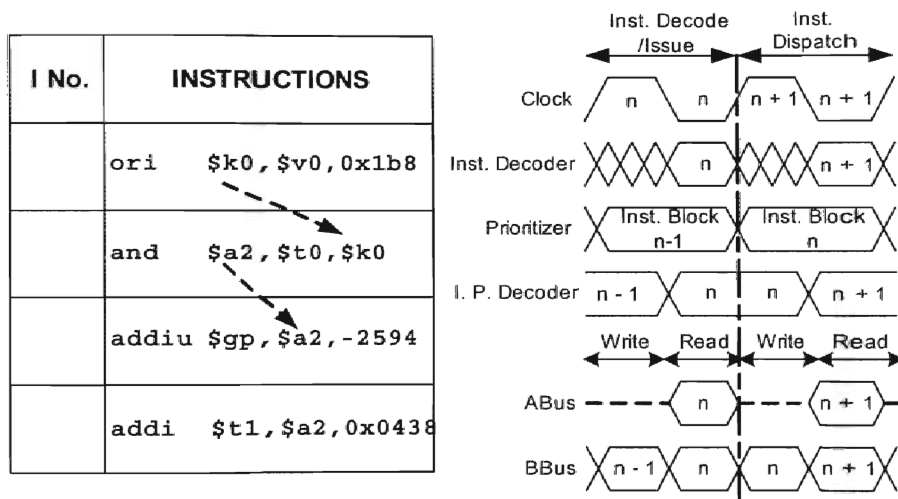 I No. INSTRUCTIONS
ori $k0,$v0,0x1b8
and $a2,$t0,$k0
addiu $gp,$a2,-2594
addi $t1,$a2,0x0438
Inst. Decode
/Issue
Inst.
Dispatch
Clock n n n + 1 n + 1
Inst. Decoder n n + 1
Prioritizer Inst. Block
n-1 Inst. Block
n
I. P. Decoder n - 1 n n n + 1
Write Read Write Read
ABus n n + 1
BBus n - 1 n n n + 1